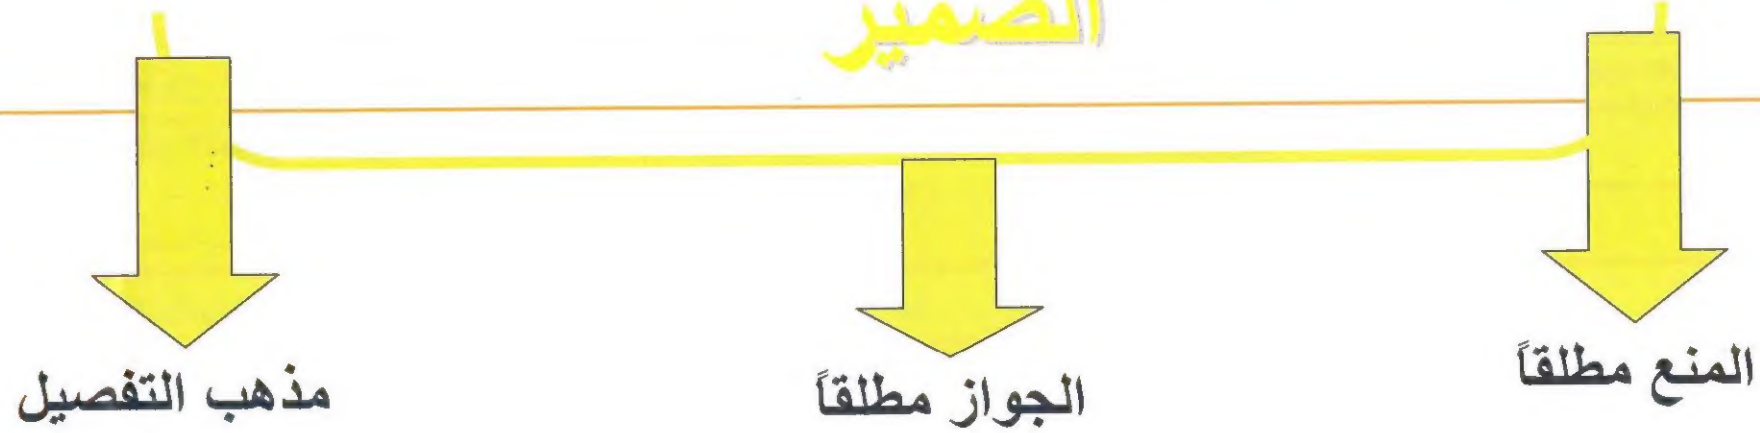 الضمير
المنع مطلقاً
الجواز مطلقاً
مذهب التفصيل